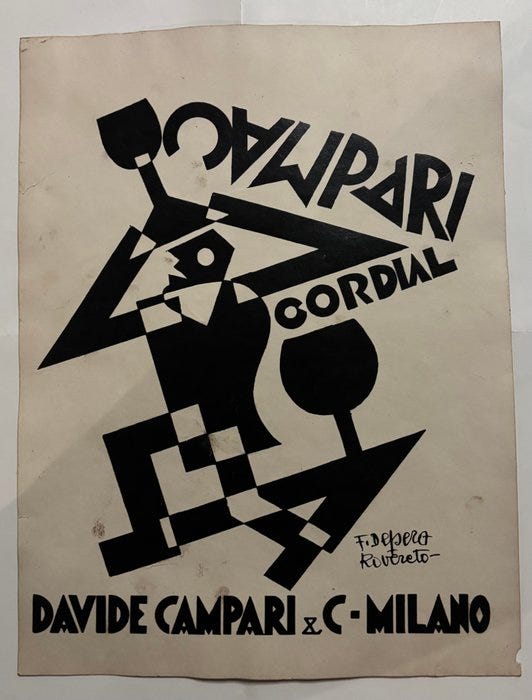 CAMPARI
CORDIAL
F. Depero
Rovereto-
DAVIDE CAMPARI & C - MILANO